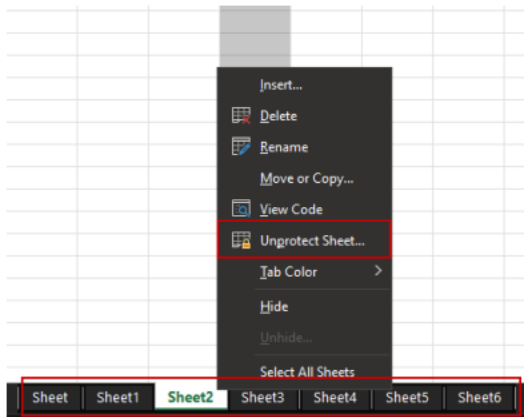 Insert...
Delete
Rename
Move or Copy...
View Code
Unprotect Sheet...
Tab Color
Hide
Unhide...
Select All Sheets
Sheet Sheet1 Sheet2 Sheet3 Sheet4 Sheet5 Sheet6